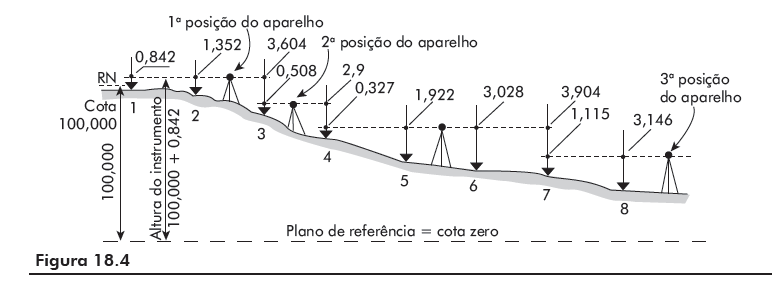 1ª posição do aparelho
0,842
1,352
3,604
2ª posição do aparelho
RN
0,508
2,9
0,327
1,922
3,028
3,904
1,115
3,146
3ª posição
do aparelho
Cota
100,000
1
2
3
4
5
6
7
8
100,000
Altura do instrumento
100,000 + 0,842
Plano de referência = cota zero
Figura 18.4